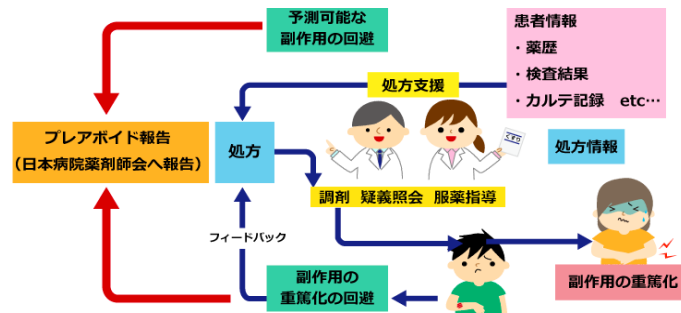 予測可能な
副作用の回避
患者情報
・薬歴
・検査結果
・カルテ記録　etc…
処方支援
プレアボイド報告
（日本病院薬剤師会へ報告）
処方
くすり
処方情報
調剤　疑義照会　服薬指導
フィードバック
副作用の
重篤化の回避
副作用の重篤化